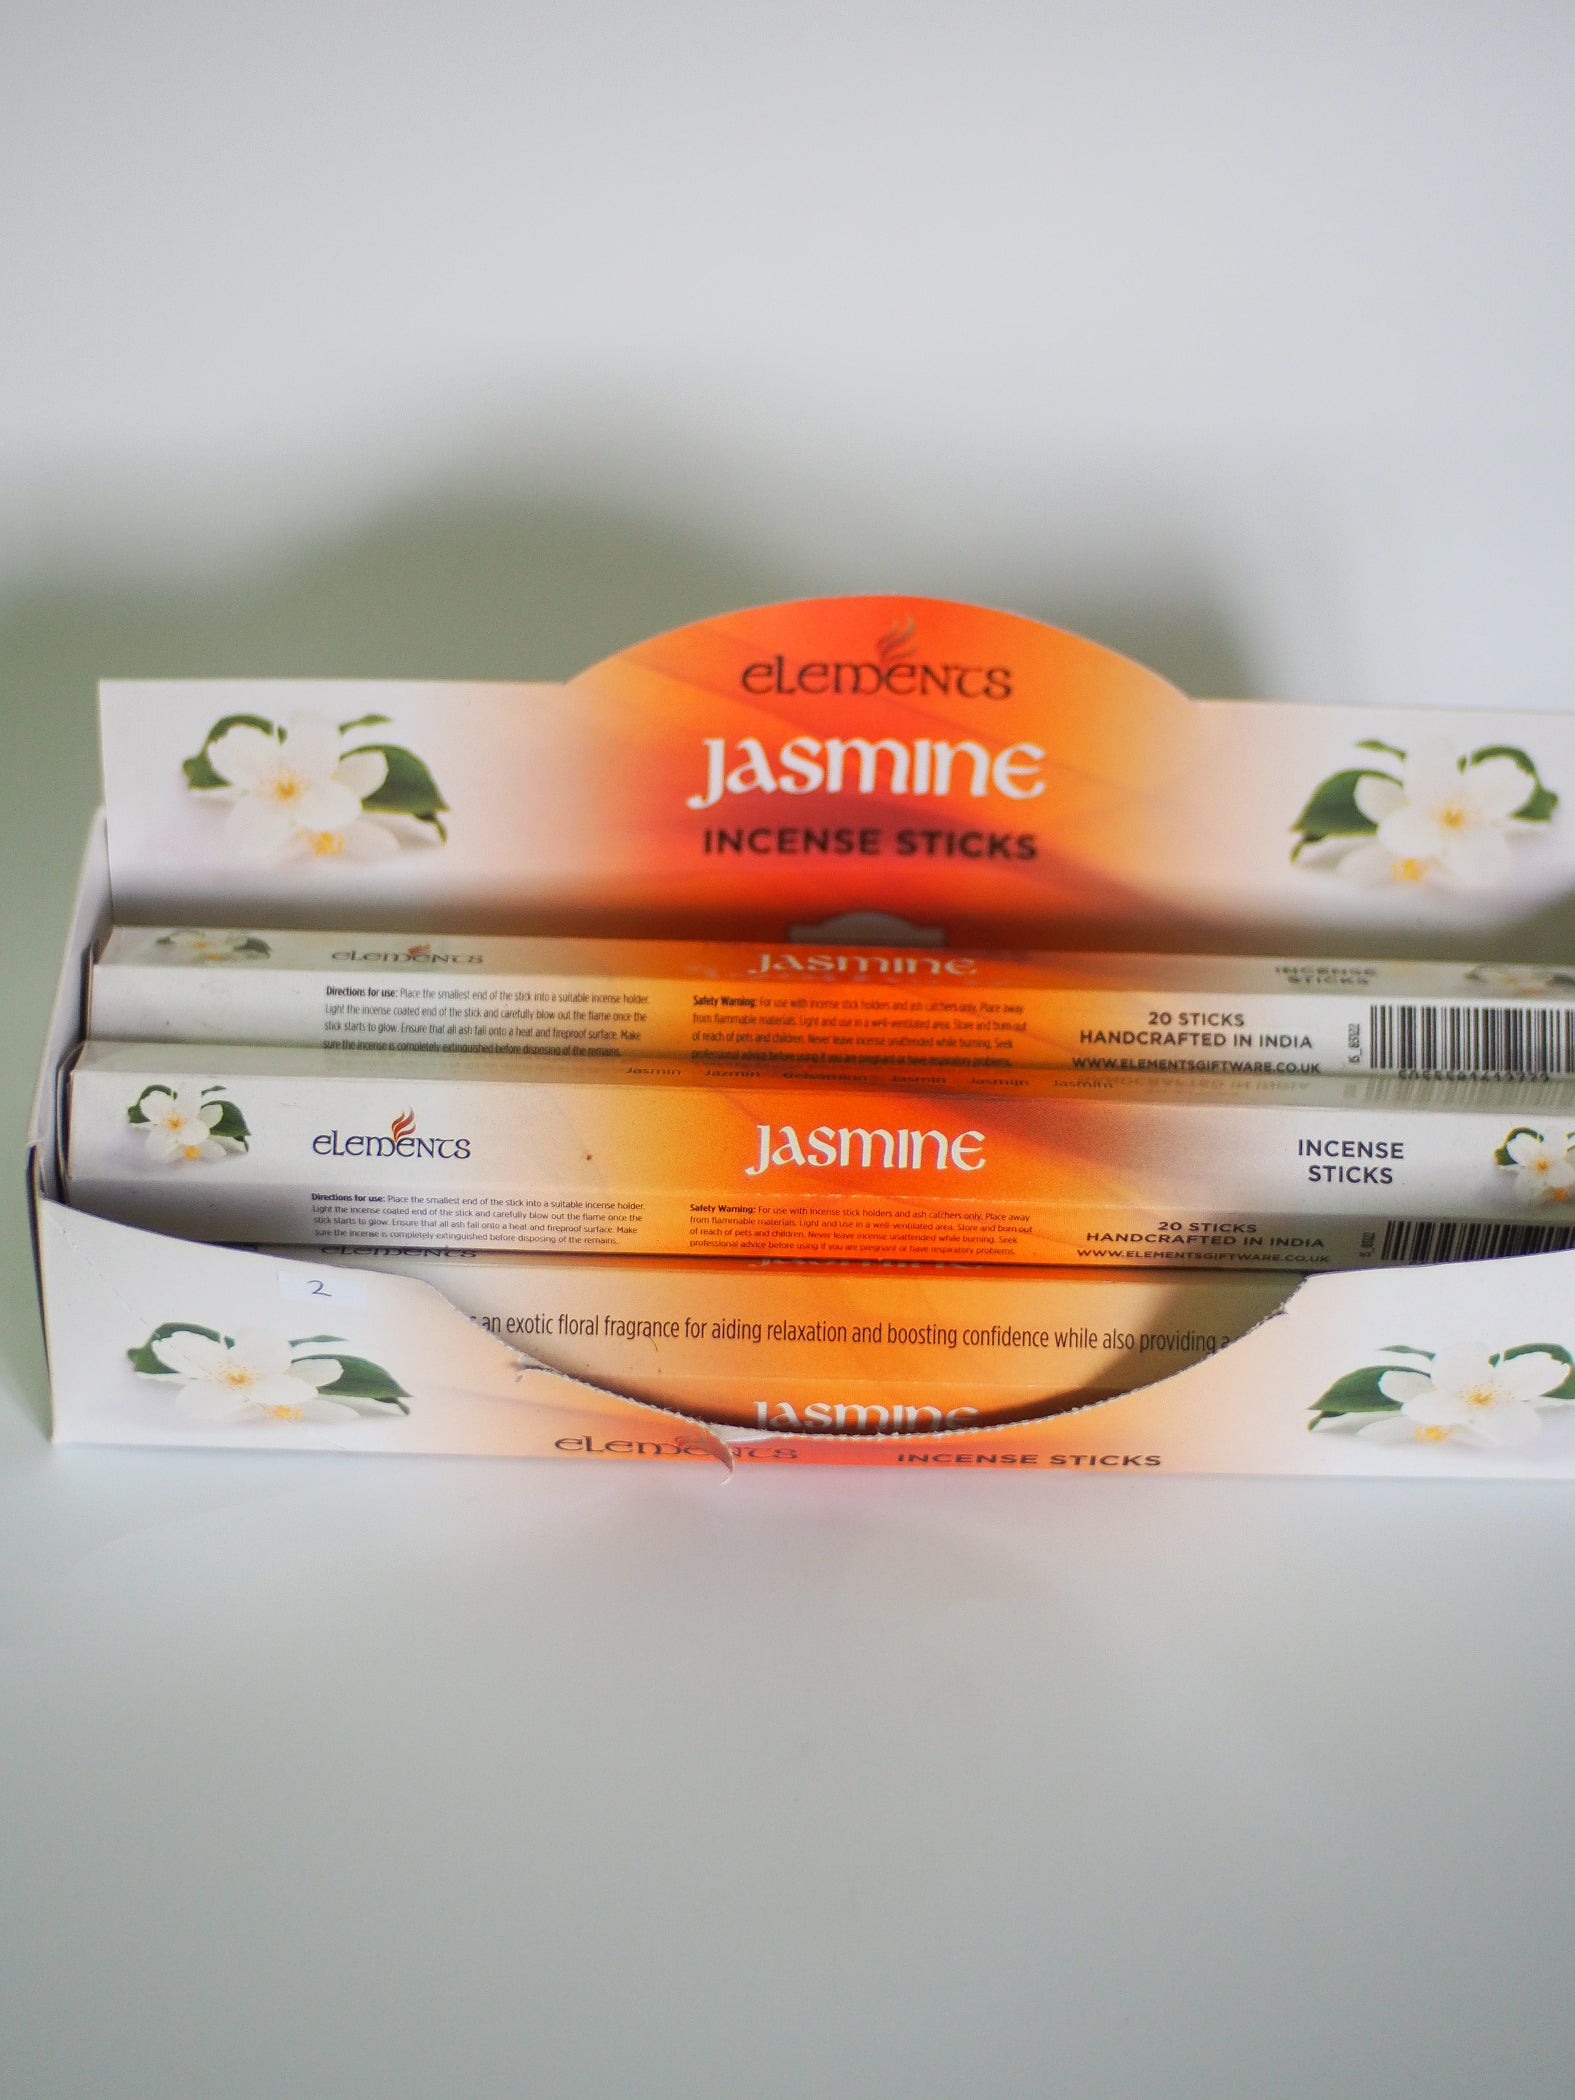 elements
Jasmine
INCENSE STICKS
elements
Jasmine
INCENSE
STICKS
Directions for use: Place the smallest end of the stick into a suitable incense holder.
Light the incense coated end of the stick and carefully blow out the flame once the
stick starts to glow. Ensure that all ash fall onto a heat and fireproof surface. Make
sure the incense is completely extinguished before disposing of the remains.
Safety Warning: For use with incense stick holders and ash catchers only. Place away
from flammable materials. Light and use in a well-ventilated area. Store and burn out
of reach of pets and children. Never leave incense unattended while burning. Seek
professional advice before using if you are pregnant or have respiratory problems.
20 STICKS
HANDCRAFTED IN INDIA
WWW.ELEMENTSGIFTWARE.CO.UK
Jasmin Jazmin Gelsomino Jasmin Jasmijn Jasmim
elements
Jasmine
INCENSE
STICKS
Directions for use: Place the smallest end of the stick into a suitable incense holder.
Light the incense coated end of the stick and carefully blow out the flame once the
stick starts to glow. Ensure that all ash fall onto a heat and fireproof surface. Make
sure the incense is completely extinguished before disposing of the remains.
Safety Warning: For use with incense stick holders and ash catchers only. Place away
from flammable materials. Light and use in a well-ventilated area. Store and burn out
of reach of pets and children. Never leave incense unattended while burning. Seek
professional advice before using if you are pregnant or have respiratory problems.
20 STICKS
HANDCRAFTED IN INDIA
WWW.ELEMENTSGIFTWARE.CO.UK
elements
2
an exotic floral fragrance for aiding relaxation and boosting confidence while also providing a
Jasmine
elements
INCENSE STICKS